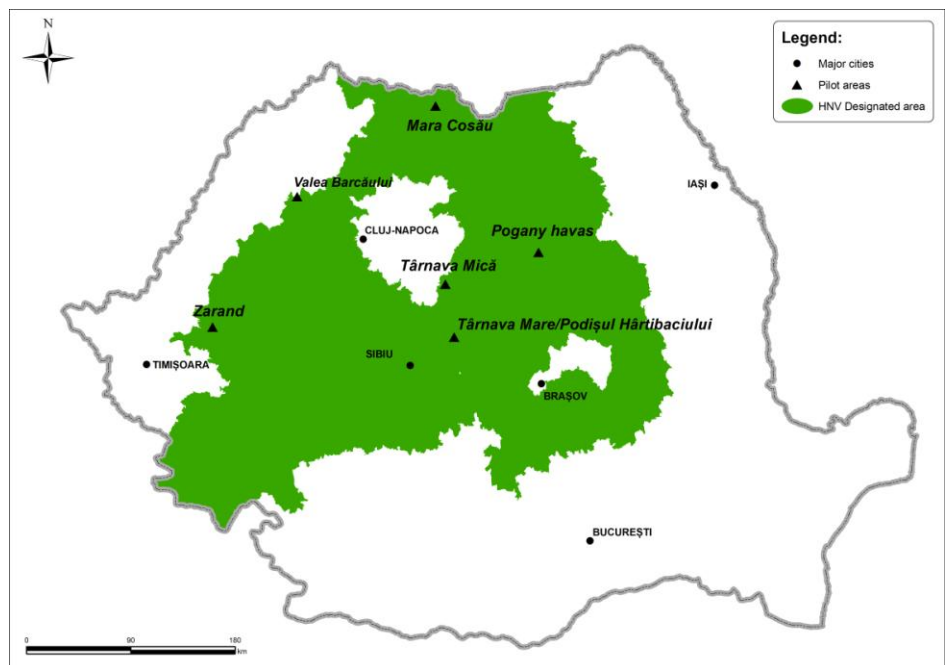 N
Legend:
Major cities
Pilot areas
HNV Designated area
Mara Cosău
Valea Barcăului
IAȘI
CLUJ-NAPOCA
Pogany havas
Târnava Mică
Zarand
Târnava Mare/Podișul Hârtibaciului
SIBIU
TIMIȘOARA
BRAȘOV
BUCUREȘTI
0 90 180
km